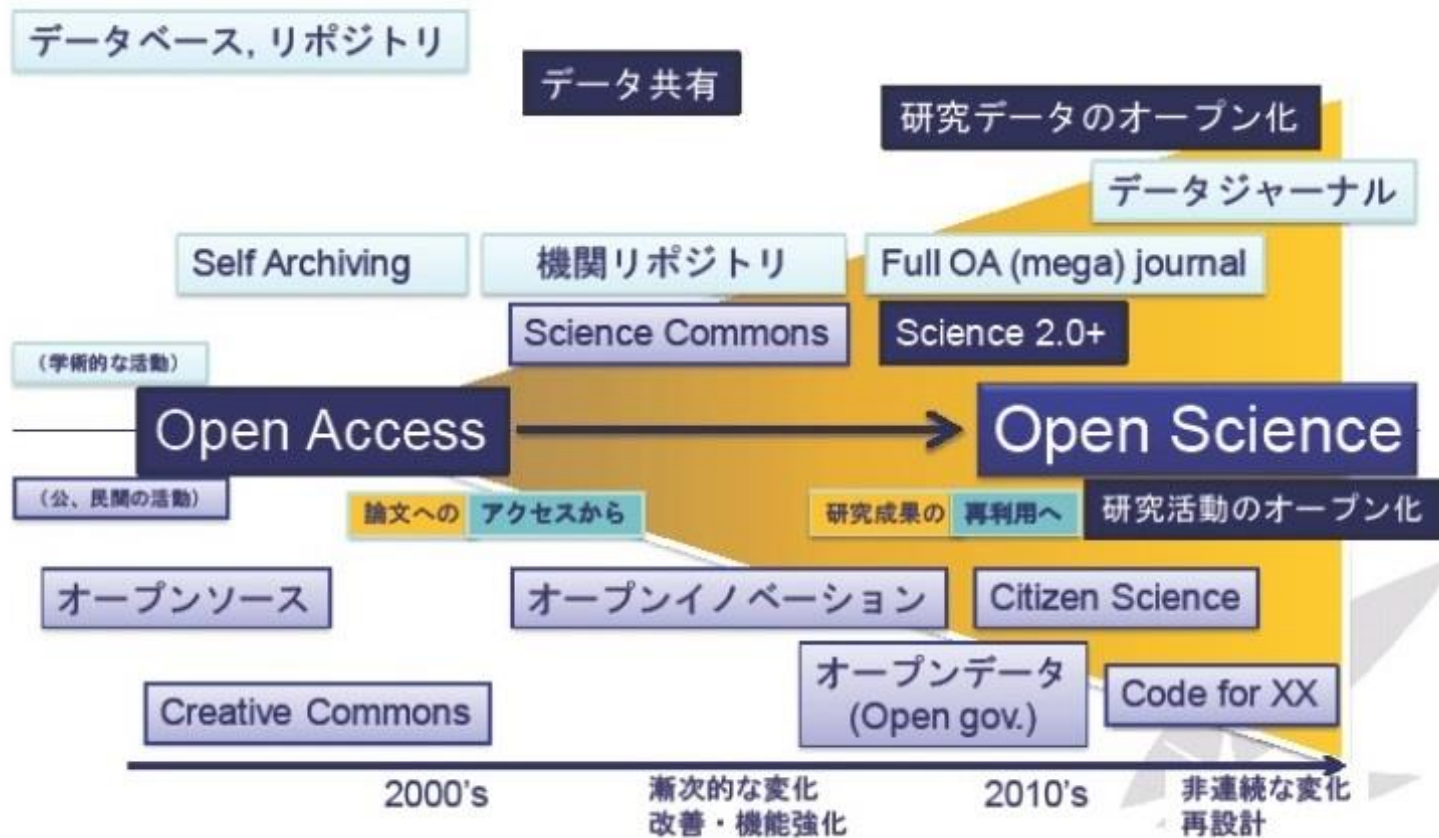 データベース, リポジトリ
データ共有
研究データのオープン化
データジャーナル
Self Archiving
機関リポジトリ
Full OA (mega) journal
Science Commons
Science 2.0+
（学術的な活動）
Open Access
Open Science
（公、民間の活動）
論文への アクセスから
研究成果の 再利用へ
研究活動のオープン化
オープンソース
オープンイノベーション
Citizen Science
オープンデータ
(Open gov.)
Creative Commons
Code for XX
2000's
漸次的な変化
改善・機能強化
2010's
非連続な変化
再設計